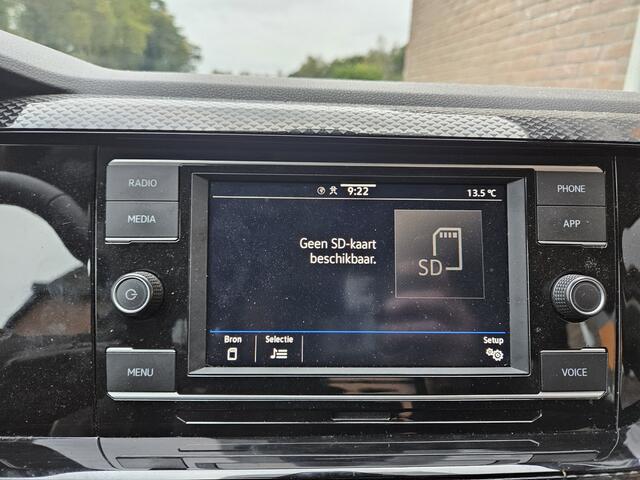 RADIO
MEDIA
MENU
9:22
13.5 °C
Geen SD-kaart
beschikbaar.
SD
Bron
Selectie
Setup
PHONE
APP
VOICE